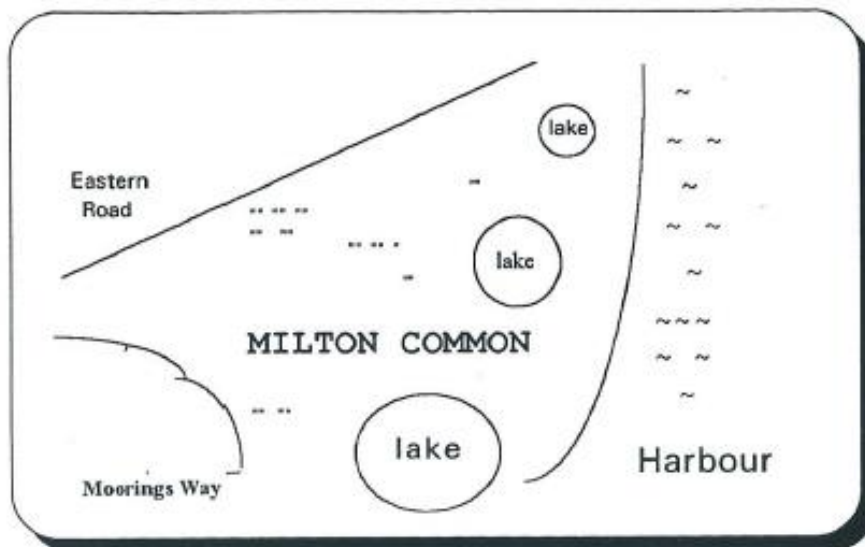 lake
Eastern
Road
lake
MILTON COMMON
lake
Harbour
Moorings Way